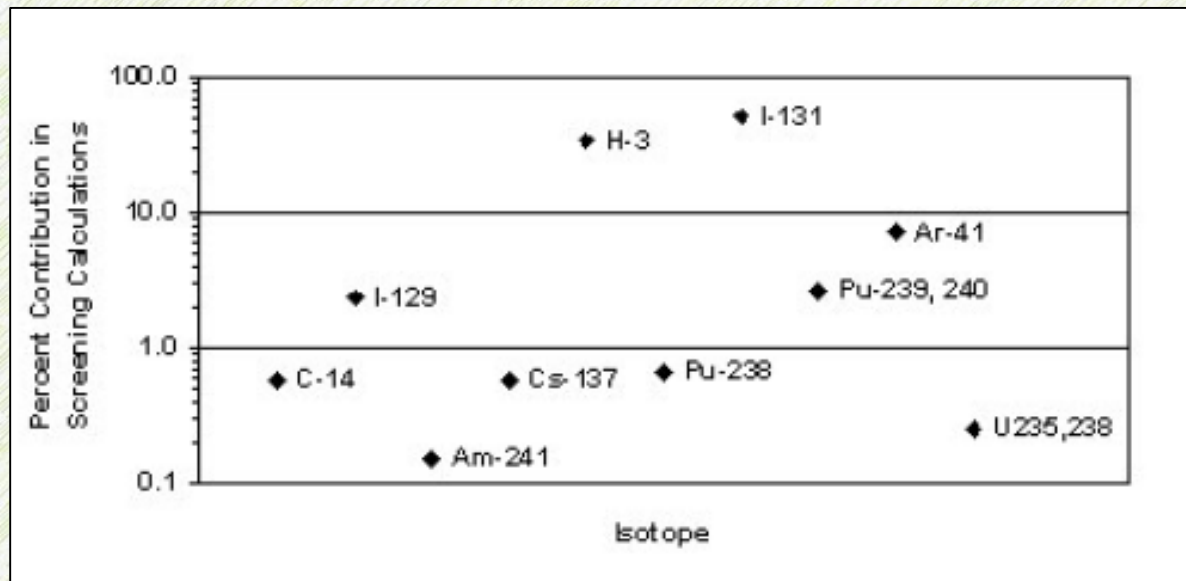 Percent Contribution in
Screening Calculations
100.0
10.0
1.0
0.1
I-131
H-3
Ar-41
Pu-239, 240
I-129
Pu-238
C-14
Cs-137
U235,238
Am-241
Isotope